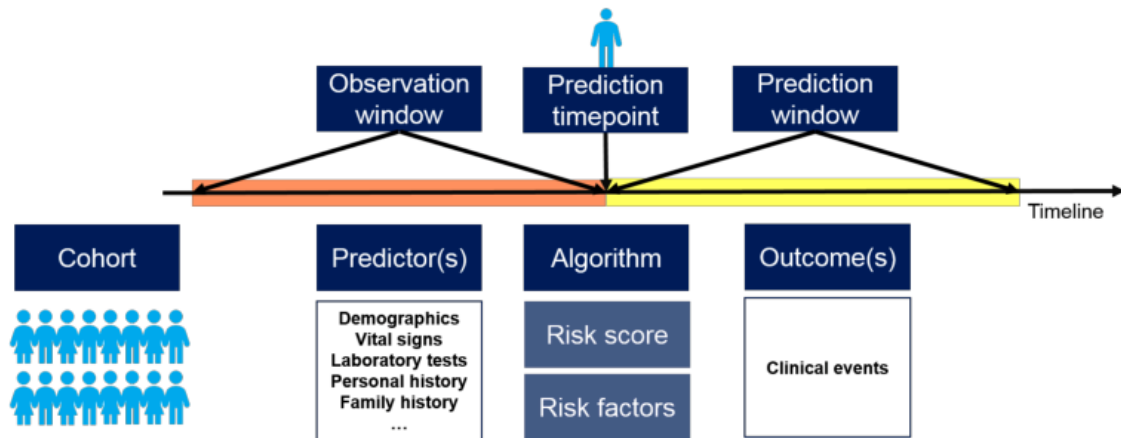 Observation
window
Prediction
timepoint
Prediction
window
Timeline
Cohort
Predictor(s)
Algorithm
Outcome(s)
Demographics
Vital signs
Laboratory tests
Personal history
Family history
...
Risk score
Risk factors
Clinical events